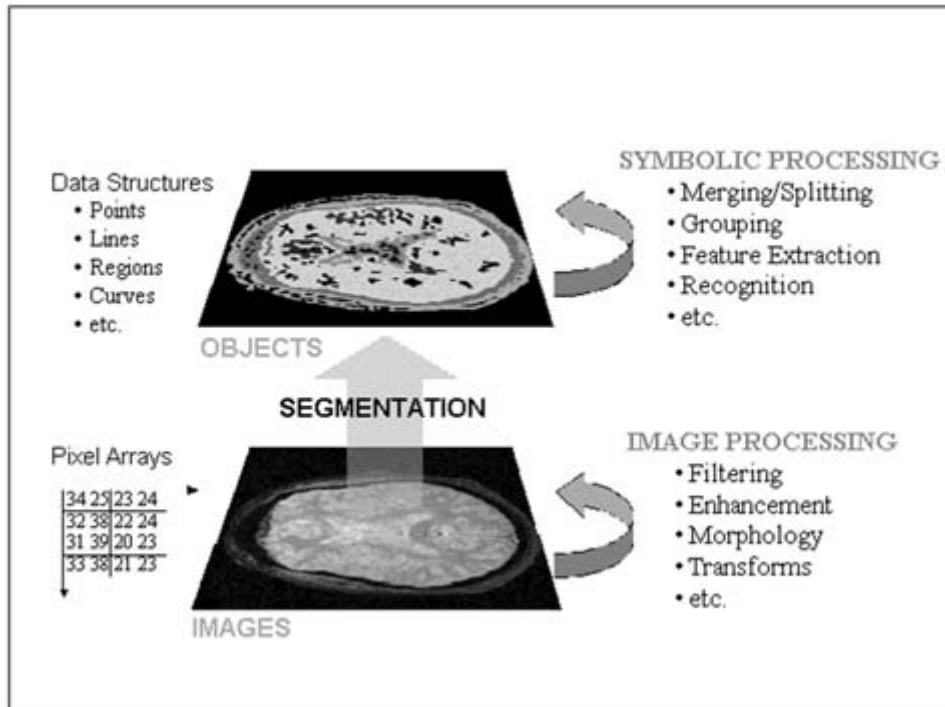 Data Structures
• Points
• Lines
• Regions
• Curves
• etc.
SYMBOLIC PROCESSING
• Merging/Splitting
• Grouping
• Feature Extraction
• Recognition
• etc.
OBJECTS
SEGMENTATION
Pixel Arrays
34 25 23 24
32 38 22 24
31 39 20 23
33 38 21 23
IMAGE PROCESSING
• Filtering
• Enhancement
• Morphology
• Transforms
• etc.
IMAGES